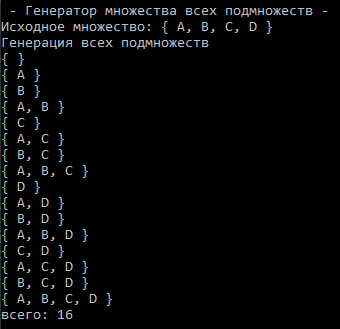 - Генератор множества всех подмножеств -
Исходное множество: { A, B, C, D }
Генерация всех подмножеств
{ }
{ A }
{ B }
{ A, B }
{ C }
{ A, C }
{ B, C }
{ A, B, C }
{ D }
{ A, D }
{ B, D }
{ A, B, D }
{ C, D }
{ A, C, D }
{ B, C, D }
{ A, B, C, D }
всего: 16